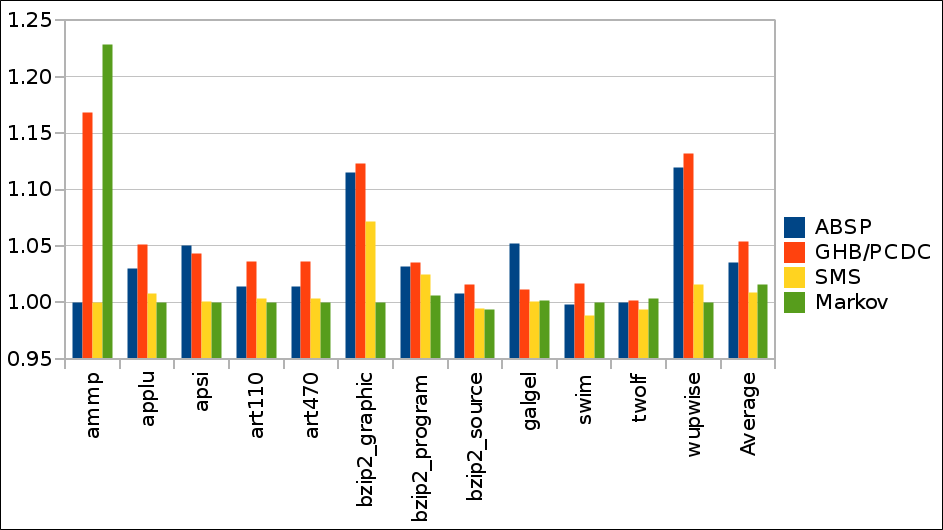 1.25
1.20
1.15
1.10
1.05
1.00
0.95
ammp
applu
apsi
art110
art470
bzip2_graphic
bzip2_program
bzip2_source
galgel
swim
twolf
wupwise
Average
ABSP
GHB/PCDC
SMS
Markov